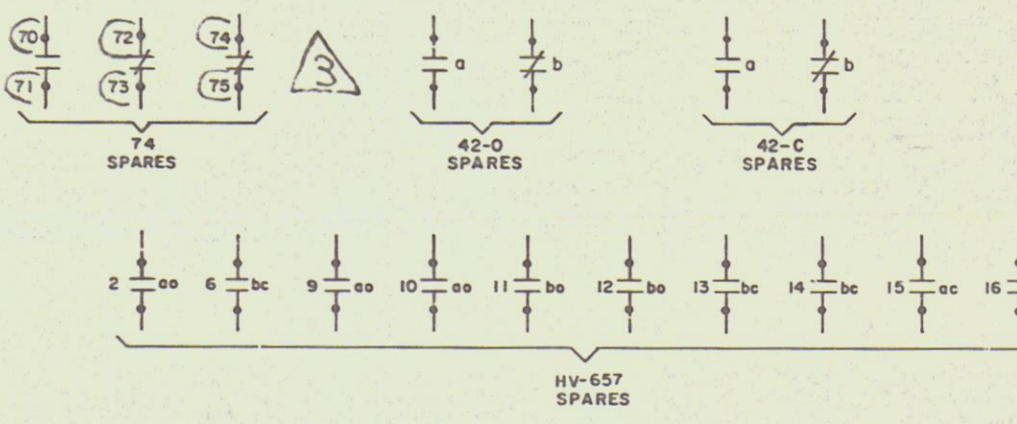 70 72 74 3 a b a b
71 73 75
74
SPARES
42-O
SPARES
42-C
SPARES
2 ao 6 bc 9 ao 10 ao 11 bo 12 bo 13 bc 14 bc 15 ac 16
HV-657
SPARES